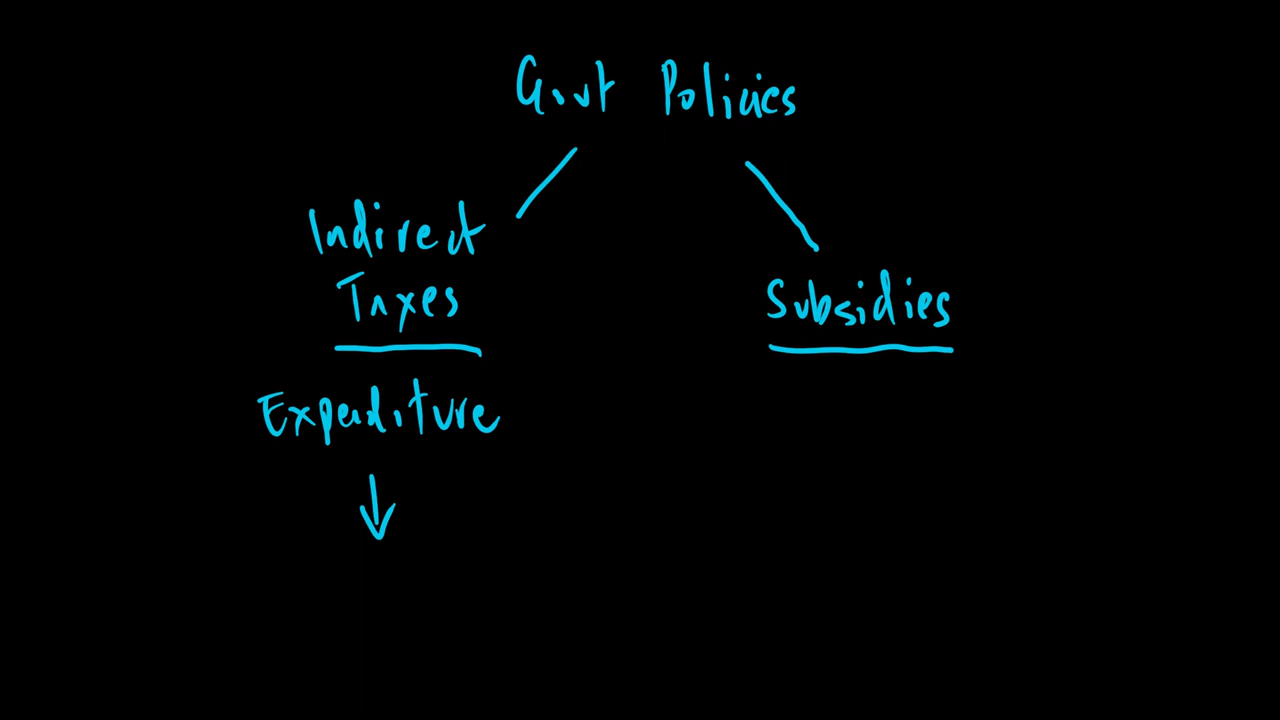 Govt Policies
Indirect
Taxes
Subsidies
Expenditure